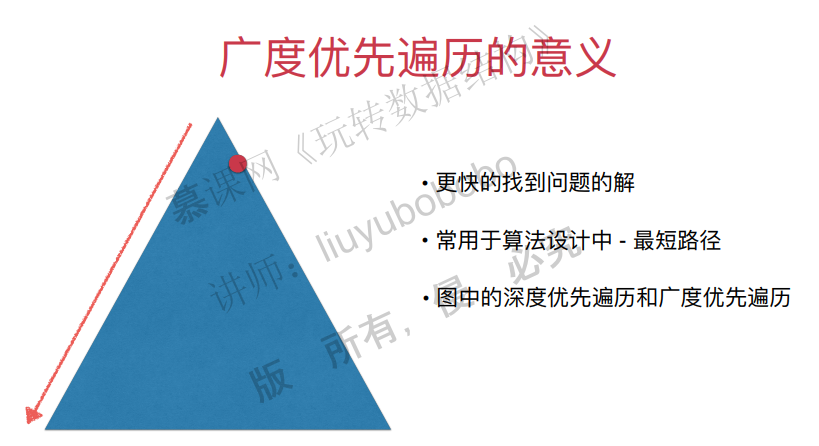 广度优先遍历的意义
• 更快的找到问题的解
• 常用于算法设计中 - 最短路径
• 图中的深度优先遍历和广度优先遍历
慕课网《玩转数据结构》
讲师：liuyubobobo
版 所有，侵 必究